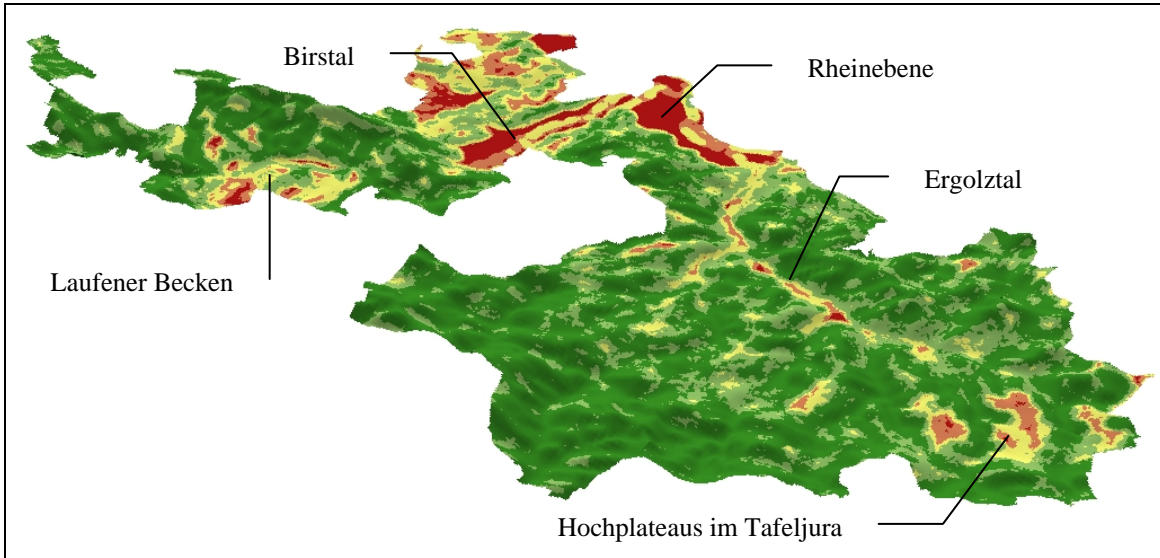 Birstal
Rheinebene
Ergolztal
Laufener Becken
Hochplateaus im Tafeljura